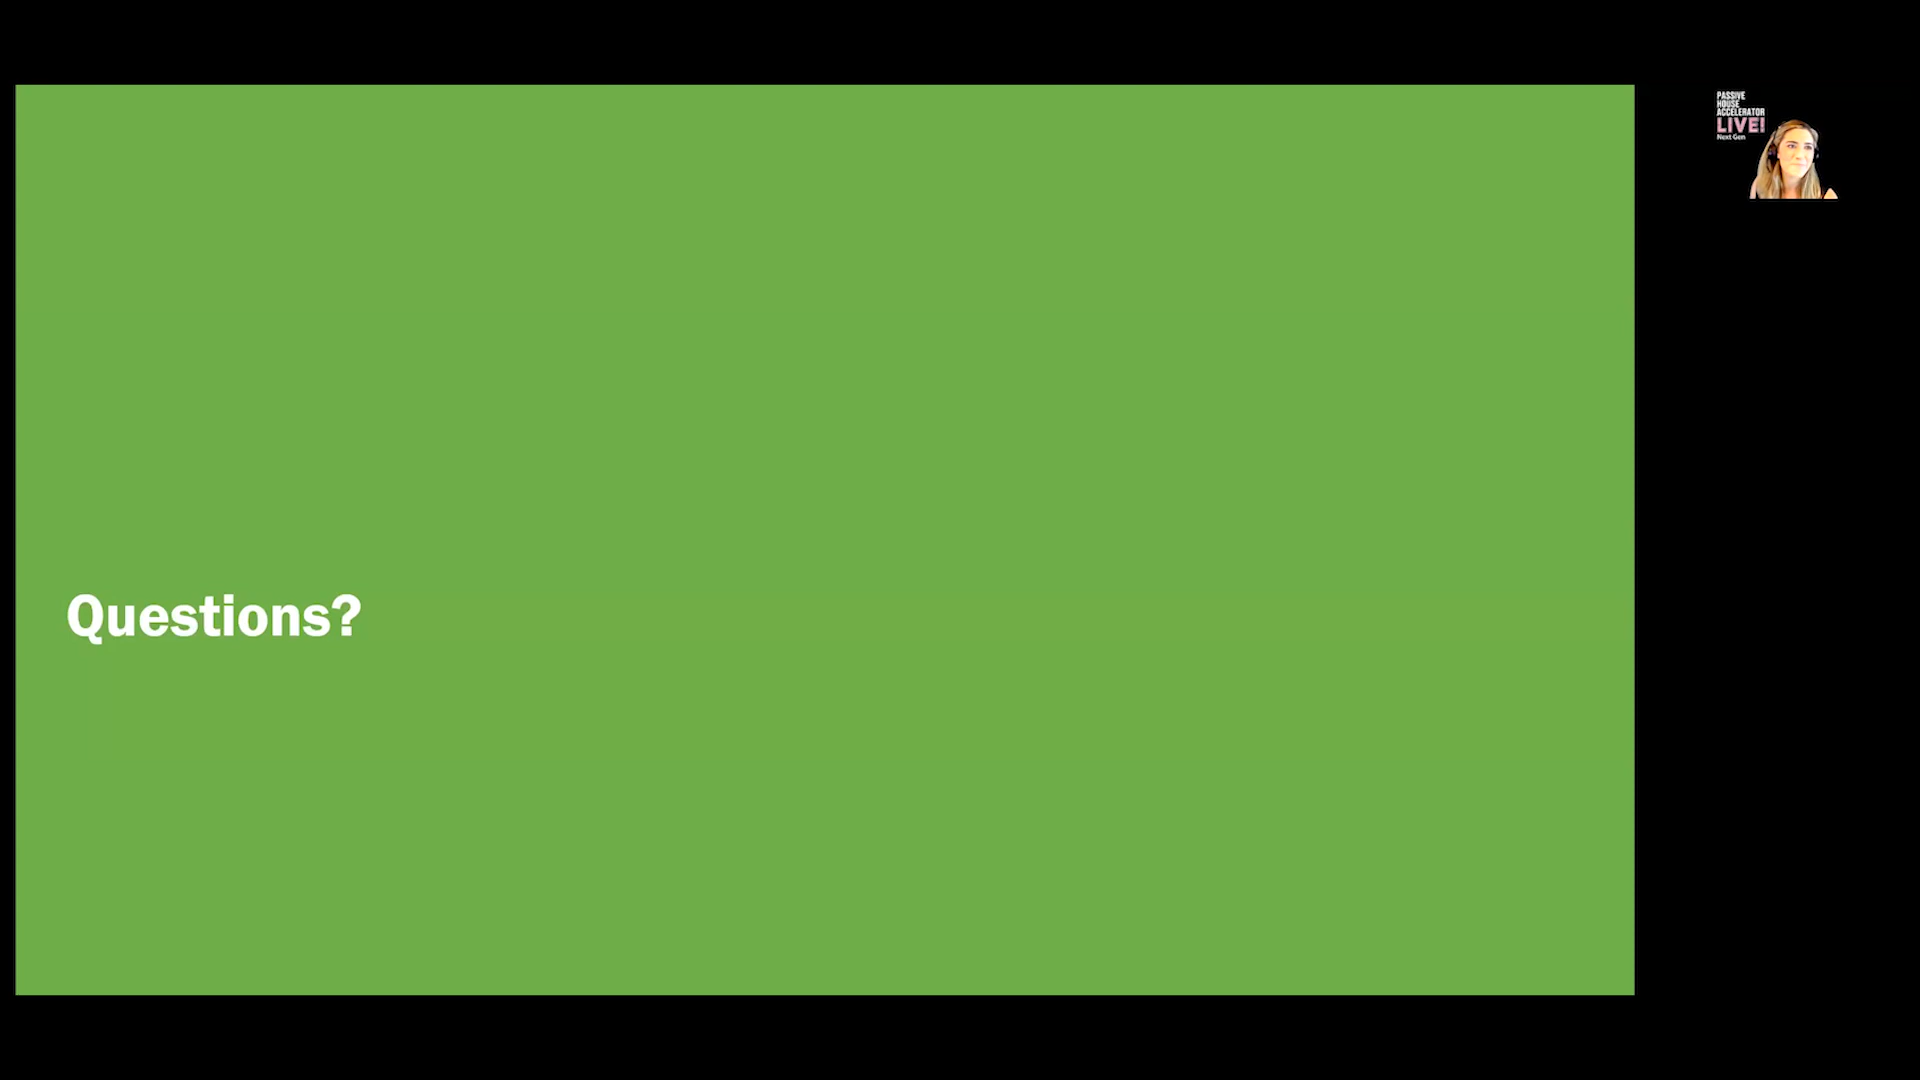 PASSIVE
HOUSE
ACCELERATOR
LIVE!
Next Gen
Questions?